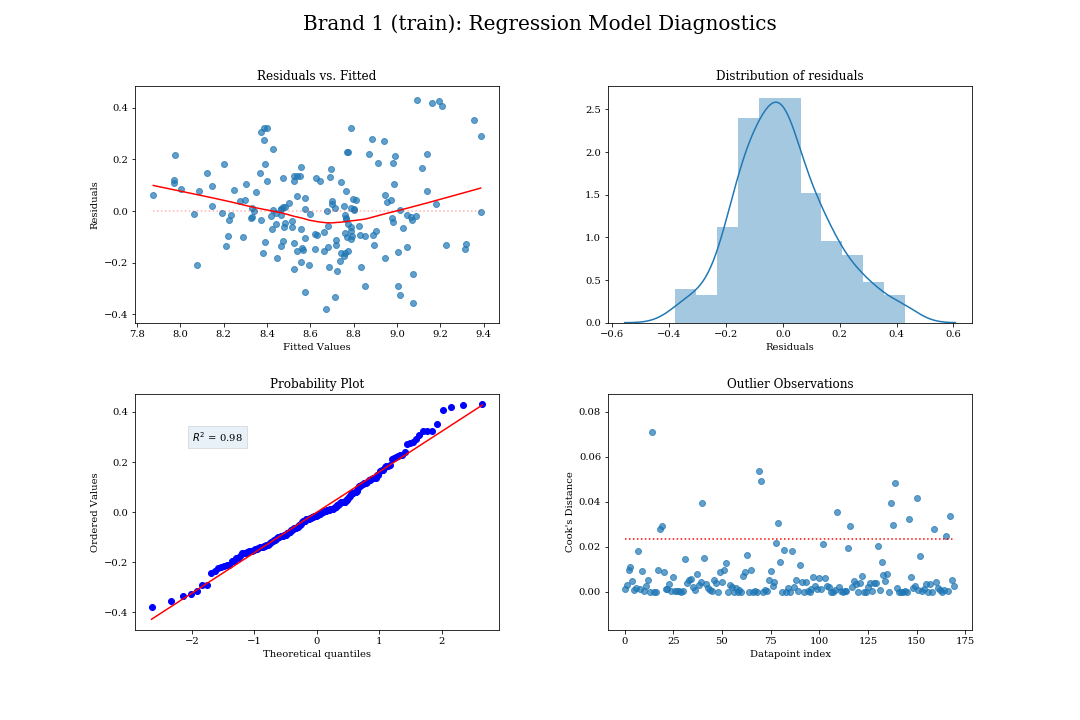 Brand 1 (train): Regression Model Diagnostics
Residuals vs. Fitted
Residuals
0.4
0.2
0.0
−0.2
−0.4
7.8 8.0 8.2 8.4 8.6 8.8 9.0 9.2 9.4
Fitted Values
Distribution of residuals
2.5
2.0
1.5
1.0
0.5
0.0
−0.6 −0.4 −0.2 0.0 0.2 0.4 0.6
Residuals
Probability Plot
Ordered Values
0.4
0.2
0.0
−0.2
−0.4
R² = 0.98
−2 −1 0 1 2
Theoretical quantiles
Outlier Observations
Cook's Distance
0.08
0.06
0.04
0.02
0.00
0 25 50 75 100 125 150 175
Datapoint index